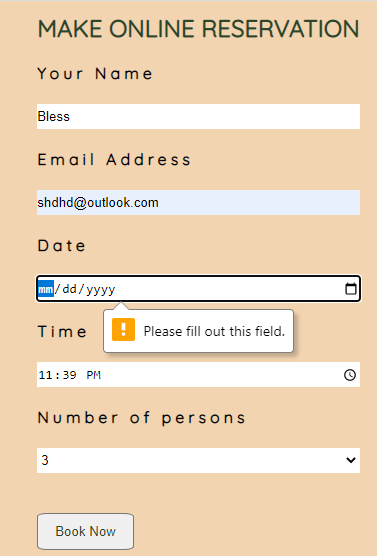 MAKE ONLINE RESERVATION
Your Name
Bless
Email Address
shdhd@outlook.com
Date
mm/dd/yyyy
Please fill out this field.
Time
11:39 PM
Number of persons
3
Book Now